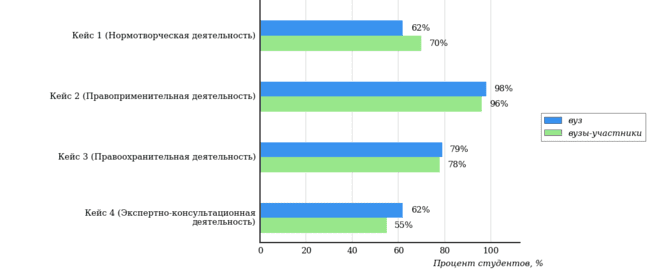 Кейс 1 (Нормотворческая деятельность)
62%
70%
Кейс 2 (Правоприменительная деятельность)
98%
96%
Кейс 3 (Правоохранительная деятельность)
79%
78%
Кейс 4 (Экспертно-консультационная
деятельность)
62%
55%
вуз
вузы-участники
0 20 40 60 80 100
Процент студентов, %